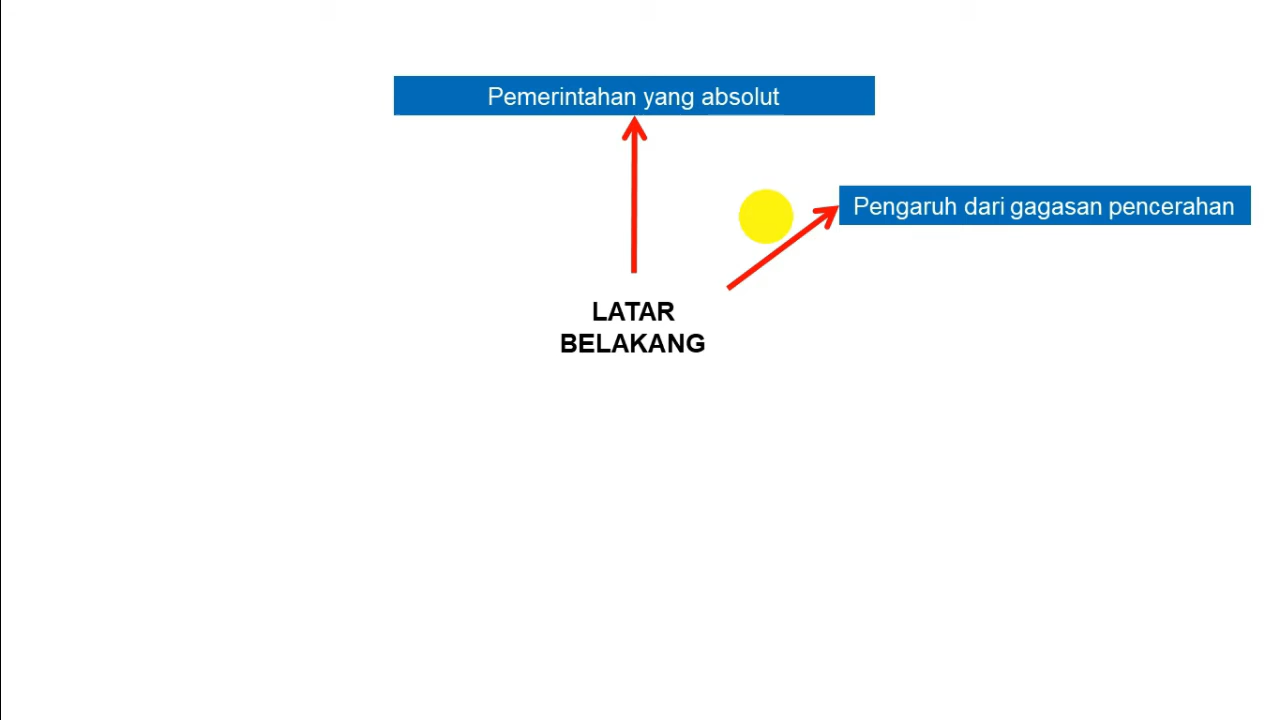 Pemerintahan yang absolut
Pengaruh dari gagasan pencerahan
LATAR
BELAKANG